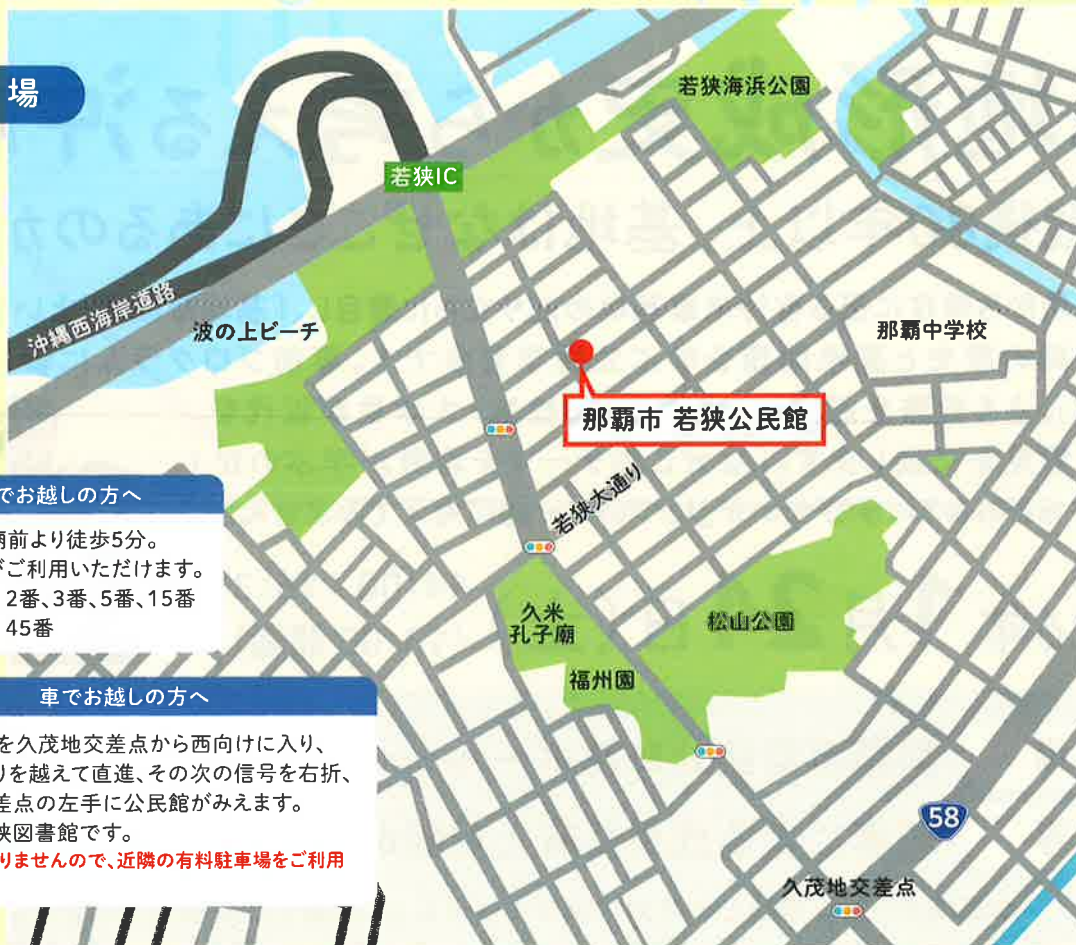 場
若狭海浜公園
若狭IC
沖縄西海岸道路
波の上ビーチ
那覇中学校
那覇市 若狭公民館
若狭大通り
でお越しの方へ
前より徒歩5分。
がご利用いただけます。
2番、3番、5番、15番
45番
久米
孔子廟
松山公園
福州園
車でお越しの方へ
を久茂地交差点から西向けに入り、
りを越えて直進、その次の信号を右折、
差点の左手に公民館がみえます。
狭図書館です。
りませんので、近隣の有料駐車場をご利用
58
久茂地交差点